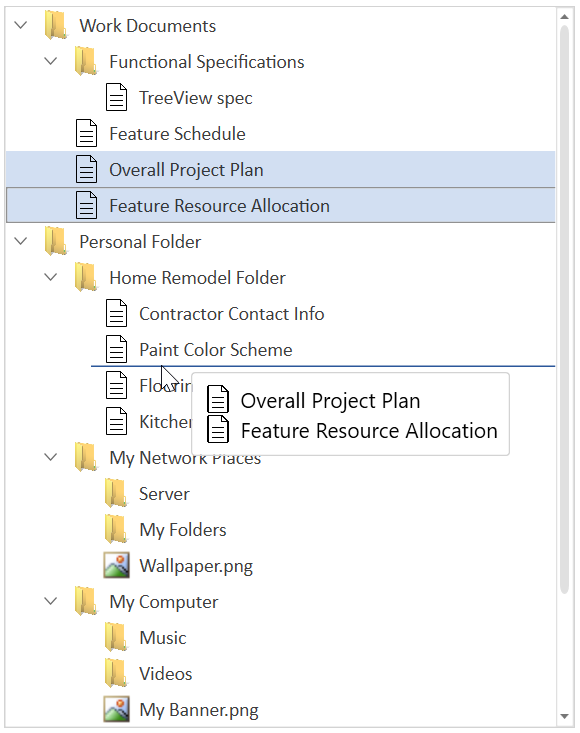 Work Documents
Functional Specifications
TreeView spec
Feature Schedule
Overall Project Plan
Feature Resource Allocation
Personal Folder
Home Remodel Folder
Contractor Contact Info
Paint Color Scheme
Overall Project Plan
Feature Resource Allocation
My Network Places
Server
My Folders
Wallpaper.png
My Computer
Music
Videos
My Banner.png